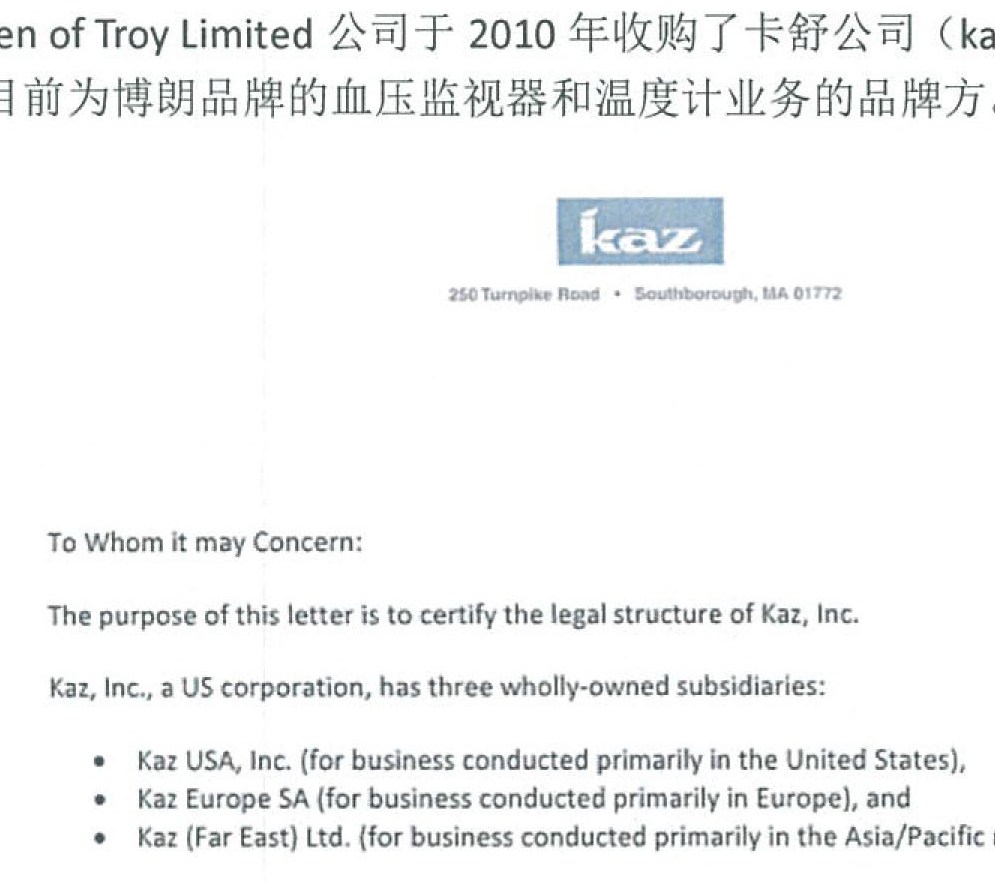 en of Troy Limited 公司于 2010 年收购了卡舒公司（ka
目前为博朗品牌的血压监视器和温度计业务的品牌方。
kaz
250 Turnpike Road • Southborough, MA 01772
To Whom it may Concern:
The purpose of this letter is to certify the legal structure of Kaz, Inc.
Kaz, Inc., a US corporation, has three wholly-owned subsidiaries:
• Kaz USA, Inc. (for business conducted primarily in the United States),
• Kaz Europe SA (for business conducted primarily in Europe), and
• Kaz (Far East) Ltd. (for business conducted primarily in the Asia/Pacific